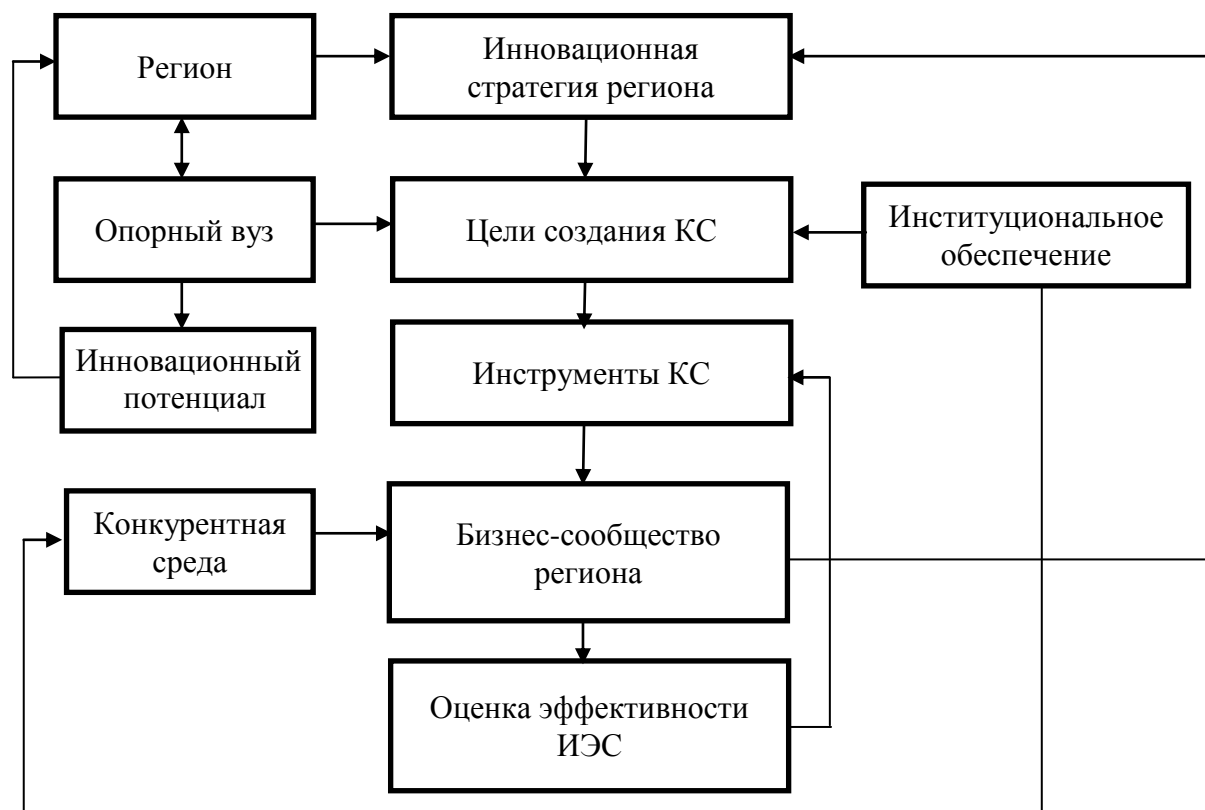 Регион
Инновационная
стратегия региона
Опорный вуз
Цели создания КС
Институциональное
обеспечение
Инновационный
потенциал
Инструменты КС
Конкурентная
среда
Бизнес-сообщество
региона
Оценка эффективности
ИЭС